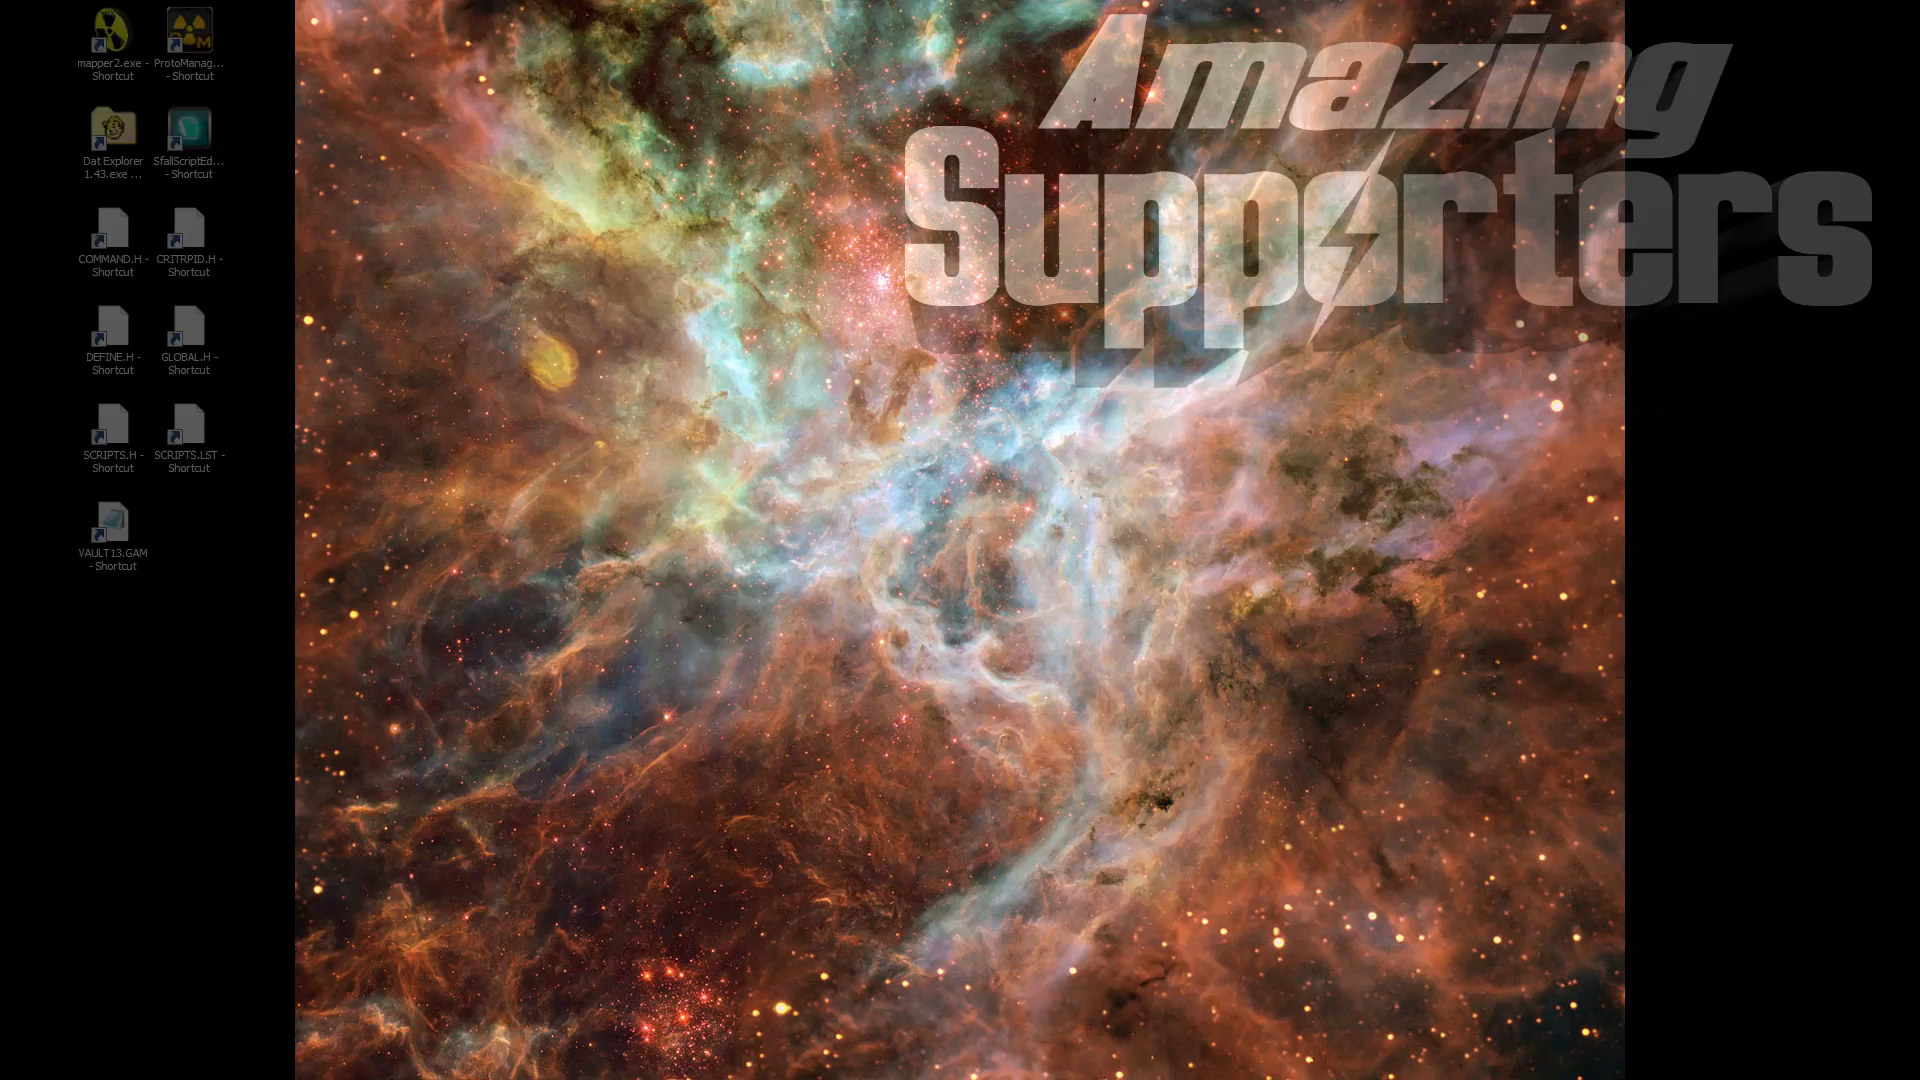 mapper2.exe -
Shortcut
ProtoManag...
- Shortcut
Dat Explorer
1.43.exe ...
SfallScriptEd...
- Shortcut
COMMAND.H -
Shortcut
CRITRPID.H -
Shortcut
DEFINE.H -
Shortcut
GLOBAL.H -
Shortcut
SCRIPTS.H -
Shortcut
SCRIPTS.LST -
Shortcut
VAULT13.GAM
- Shortcut
Amazing
Supporters